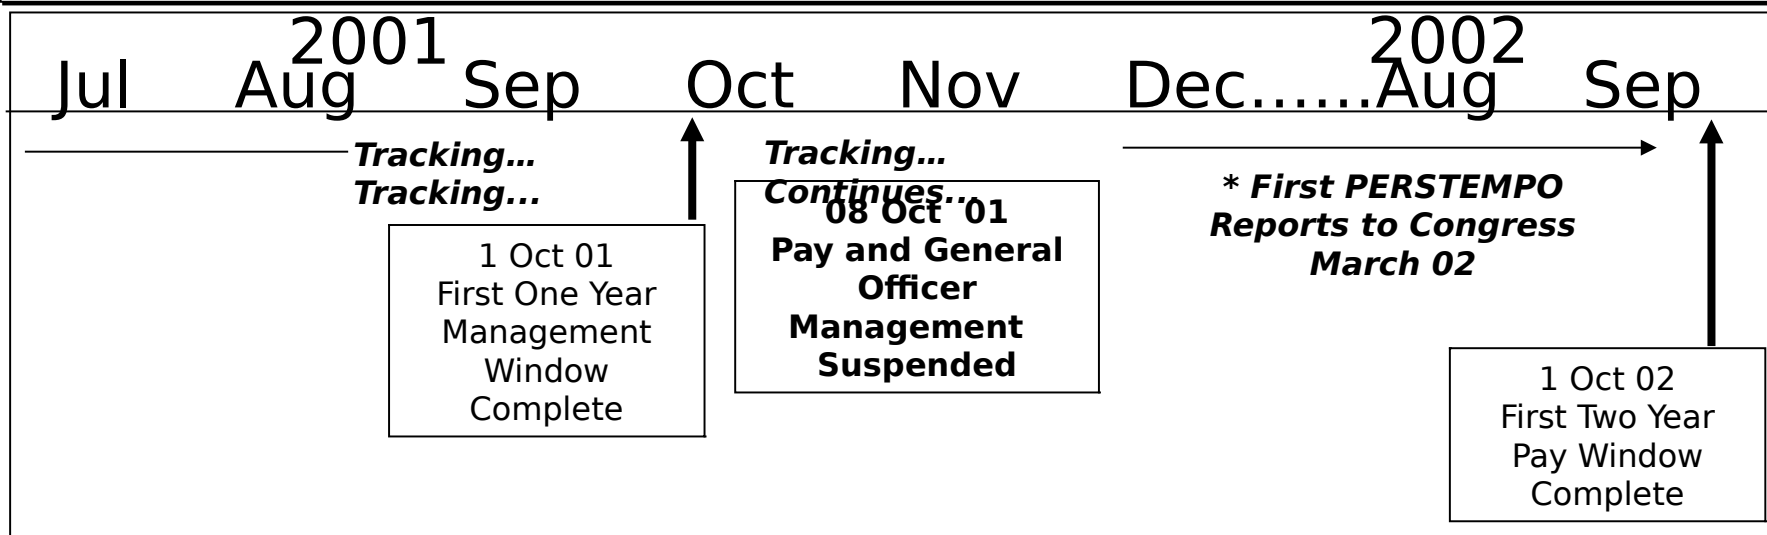 2001 2002
Jul Aug Sep Oct Nov Dec......Aug Sep
Tracking…
Tracking...
Tracking…
Continues...
* First PERSTEMPO
Reports to Congress
March 02
1 Oct 01
First One Year
Management
Window
Complete
08 Oct 01
Pay and General
Officer
Management
Suspended
1 Oct 02
First Two Year
Pay Window
Complete